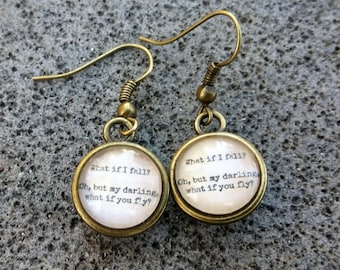 What if I fall?
Oh, but my darling,
what if you fly?
What if I fall?
Oh, but my darling,
what if you fly?